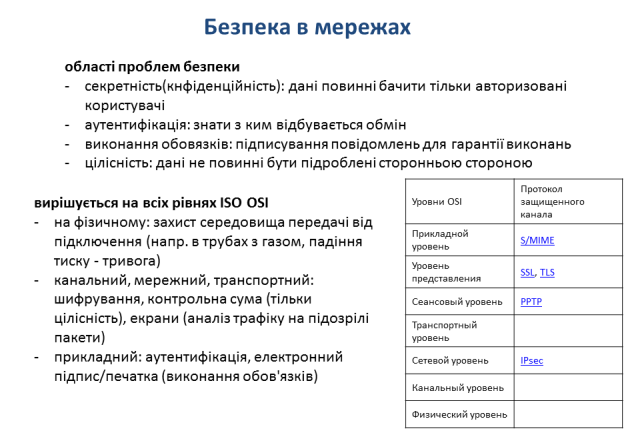 Безпека в мережах
області проблем безпеки
- секретність(кнфіденційність): дані повинні бачити тільки авторизовані
користувачі
- аутентифікація: знати з ким відбувається обмін
- виконання обовязків: підписування повідомлень для гарантії виконань
- цілісність: дані не повинні бути підроблені сторонньою стороною
вирішується на всіх рівнях ISO OSI
- на фізичному: захист середовища передачі від
підключення (напр. в трубах з газом, падіння
тиску - тривога)
- канальний, мережний, транспортний:
шифрування, контрольна сума (тільки
цілісність), екрани (аналіз трафіку на підозрілі
пакети)
- прикладний: аутентифікація, електронний
підпис/печатка (виконання обов'язків)
Уровни OSI
Протокол
защищенного
канала
Прикладной
уровень
S/MIME
Уровень
представления
SSL, TLS
Сеансовый уровень
PPTP
Транспортный
уровень
Сетевой уровень
IPsec
Канальный уровень
Физический уровень